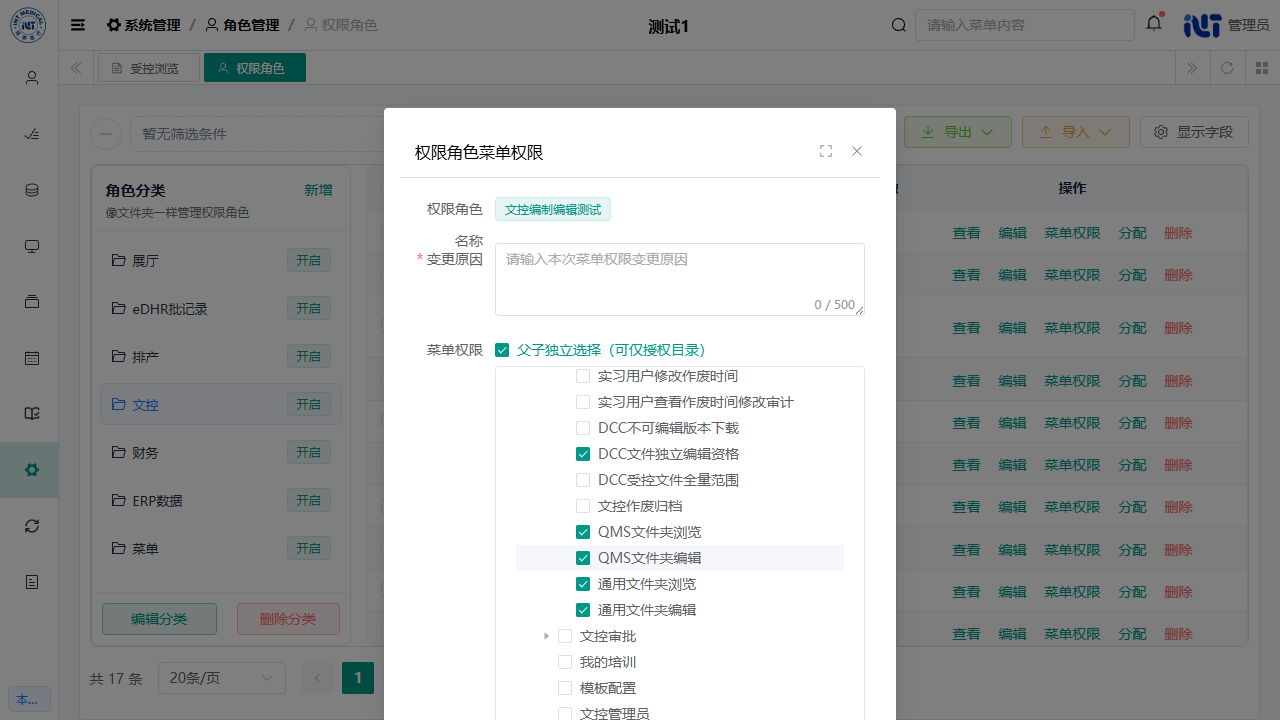 系统管理 / 角色管理 / 权限角色
测试1
请输入菜单内容
管理员
受控浏览
权限角色
暂无筛选条件
导出
导入
显示字段
角色分类
新增
像文件夹一样管理权限角色
展厅 开启
eDHR批记录 开启
排产 开启
文控 开启
财务 开启
ERP数据 开启
菜单 开启
编辑分类
删除分类
共 17 条
20条/页
1
本...
操作
查看 编辑 菜单权限 分配 删除
查看 编辑 菜单权限 分配 删除
查看 编辑 菜单权限 分配 删除
查看 编辑 菜单权限 分配 删除
查看 编辑 菜单权限 分配 删除
查看 编辑 菜单权限 分配 删除
查看 编辑 菜单权限 分配 删除
查看 编辑 菜单权限 分配 删除
查看 编辑 菜单权限 分配 删除
查看 编辑 菜单权限 分配 删除
权限角色菜单权限
权限角色名称
文控编制编辑测试
* 变更原因
请输入本次菜单权限变更原因
0 / 500
菜单权限
父子独立选择（可仅授权目录）
实习用户修改作废时间
实习用户查看作废时间修改审计
DCC不可编辑版本下载
DCC文件独立编辑资格
DCC受控文件全量范围
文控作废归档
QMS文件夹浏览
QMS文件夹编辑
通用文件夹浏览
通用文件夹编辑
文控审批
我的培训
模板配置
文控管理员